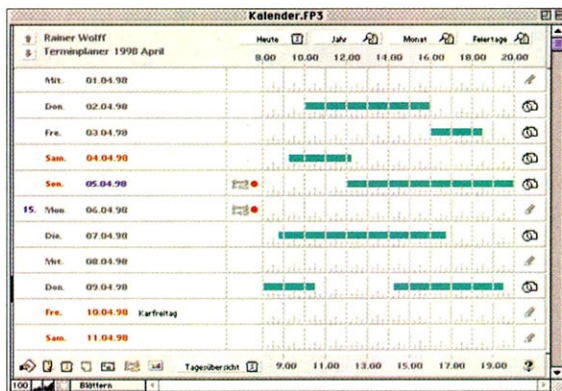 Kalender.FP3
Rainer Wolff
Terminplaner 1998 April
Heute Jahr Monat Feiertage
8.00 10.00 12.00 14.00 16.00 18.00 20.00
Mit. 01.04.98
Don. 02.04.98
Fre. 03.04.98
Sam. 04.04.98
Son. 05.04.98
15. Mon. 06.04.98
Die. 07.04.98
Mit. 08.04.98
Don. 09.04.98
Fre. 10.04.98 Karfreitag
Sam. 11.04.98
Tagesübersicht 9.00 11.00 13.00 15.00 17.00 19.00 ?
100 Blättern